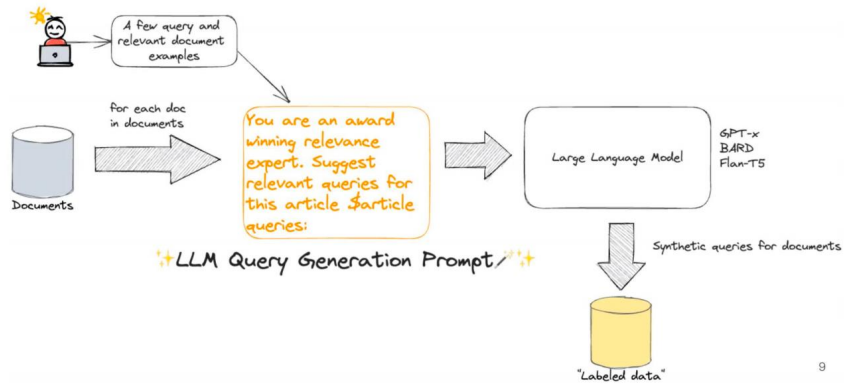 A few query and
relevant document
examples
for each doc
in documents
Documents
You are an award
winning relevance
expert. Suggest
relevant queries for
this article $article
queries:
LLM Query Generation Prompt
Large Language Model
GPT-x
BARD
Flan-T5
Synthetic queries for documents
"Labeled data"
9